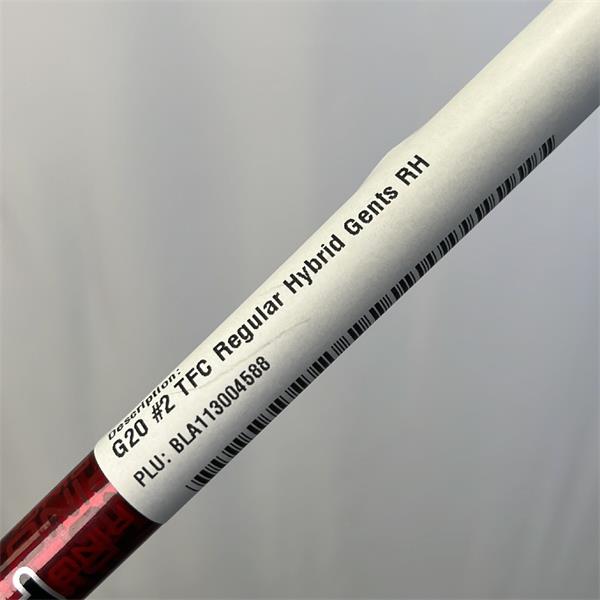 Description:
G20 #2 TFC Regular Hybrid Gents RH
PLU: BLA113004588